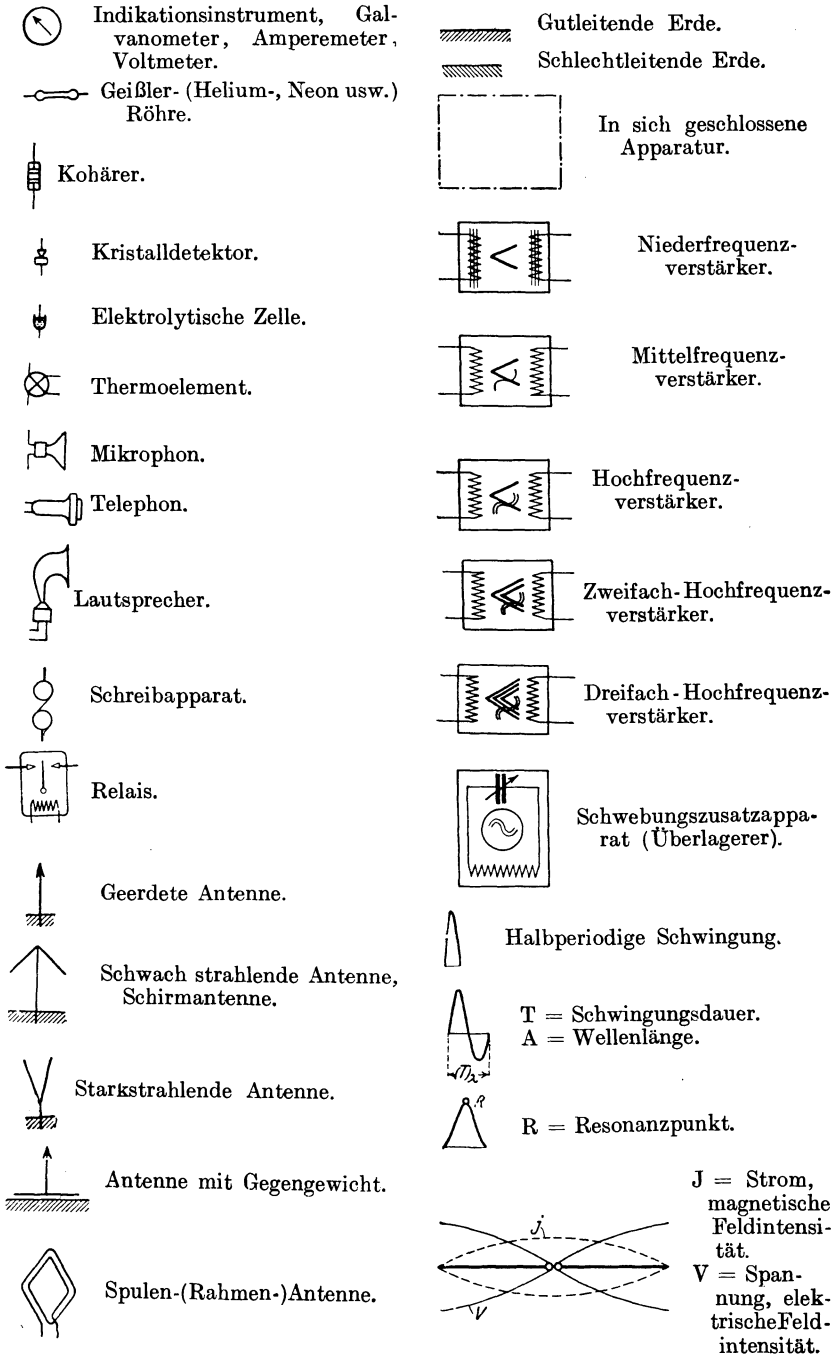 Indikationsinstrument, Gal-
vanometer, Amperemeter,
Voltmeter.
Geißler- (Helium-, Neon usw.)
Röhre.
Kohärer.
Kristalldetektor.
Elektrolytische Zelle.
Thermoelement.
Mikrophon.
Telephon.
Lautsprecher.
Schreibapparat.
Relais.
Geerdete Antenne.
Schwach strahlende Antenne,
Schirmantenne.
Starkstrahlende Antenne.
Antenne mit Gegengewicht.
Spulen-(Rahmen-)Antenne.
Gutleitende Erde.
Schlechtleitende Erde.
In sich geschlossene
Apparatur.
Niederfrequenz-
verstärker.
Mittelfrequenz-
verstärker.
Hochfrequenz-
verstärker.
Zweifach-Hochfrequenz-
verstärker.
Dreifach-Hochfrequenz-
verstärker.
Schwebungszusatzappa-
rat (Überlagerer).
Halbperiodige Schwingung.
T = Schwingungsdauer.
A = Wellenlänge.
(T)λ
R
R = Resonanzpunkt.
J = Strom,
magnetische
Feldintensi-
tät.
V = Span-
nung, elek-
trischeFeld-
intensität.
j
V